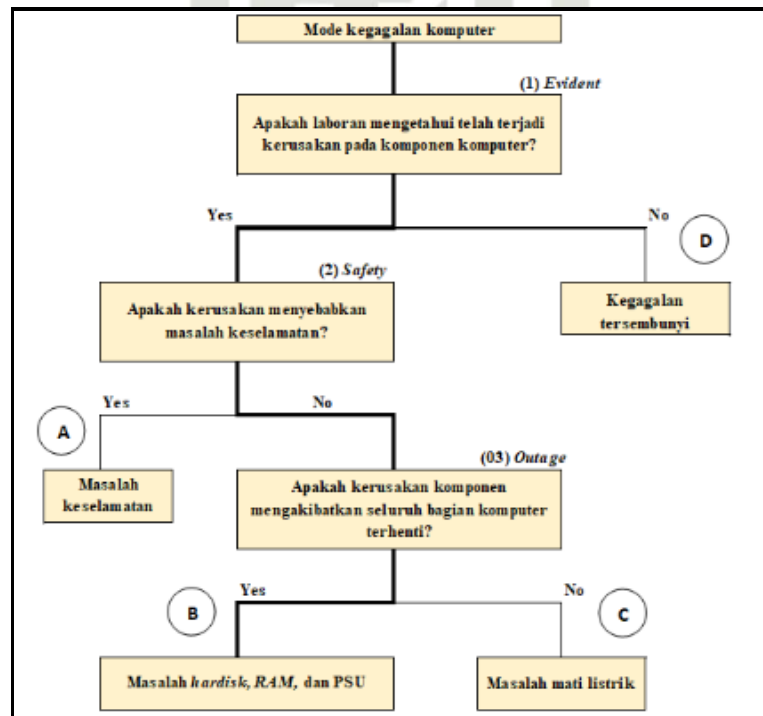 Mode kegagalan komputer
(1) Evident
Apakah laboran mengetahui telah terjadi
kerusakan pada komponen komputer?
Yes
No
D
(2) Safety
Apakah kerusakan menyebabkan
masalah keselamatan?
Kegagalan
tersembunyi
Yes
No
A
(03) Outage
Masalah
keselamatan
Apakah kerusakan komponen
mengakibatkan seluruh bagian komputer
terhenti?
Yes
No
B
C
Masalah hardisk, RAM, dan PSU
Masalah mati listrik